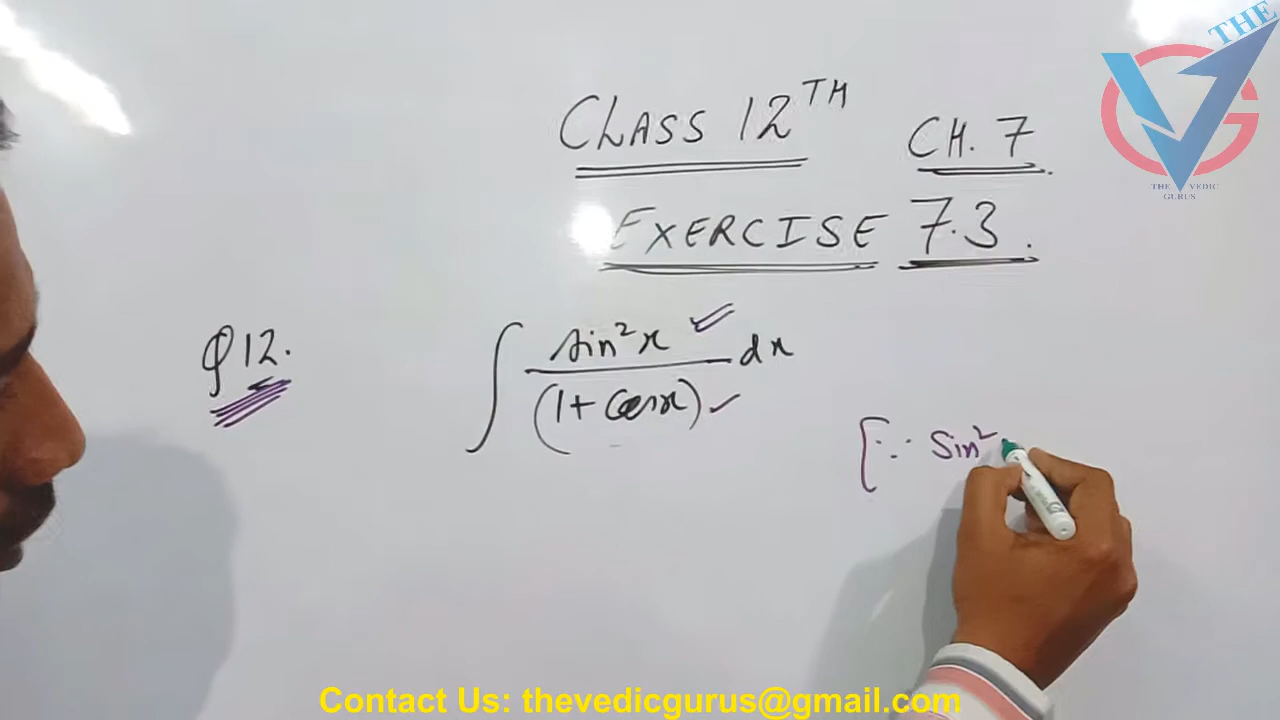 THE
THE VEDIC
GURUS
CLASS 12TH CH. 7
EXERCISE 7.3.
Q12. ∫ sin²x / (1 + cosx) dx
[∵ Sin²
Contact Us: thevedicgurus@gmail.com